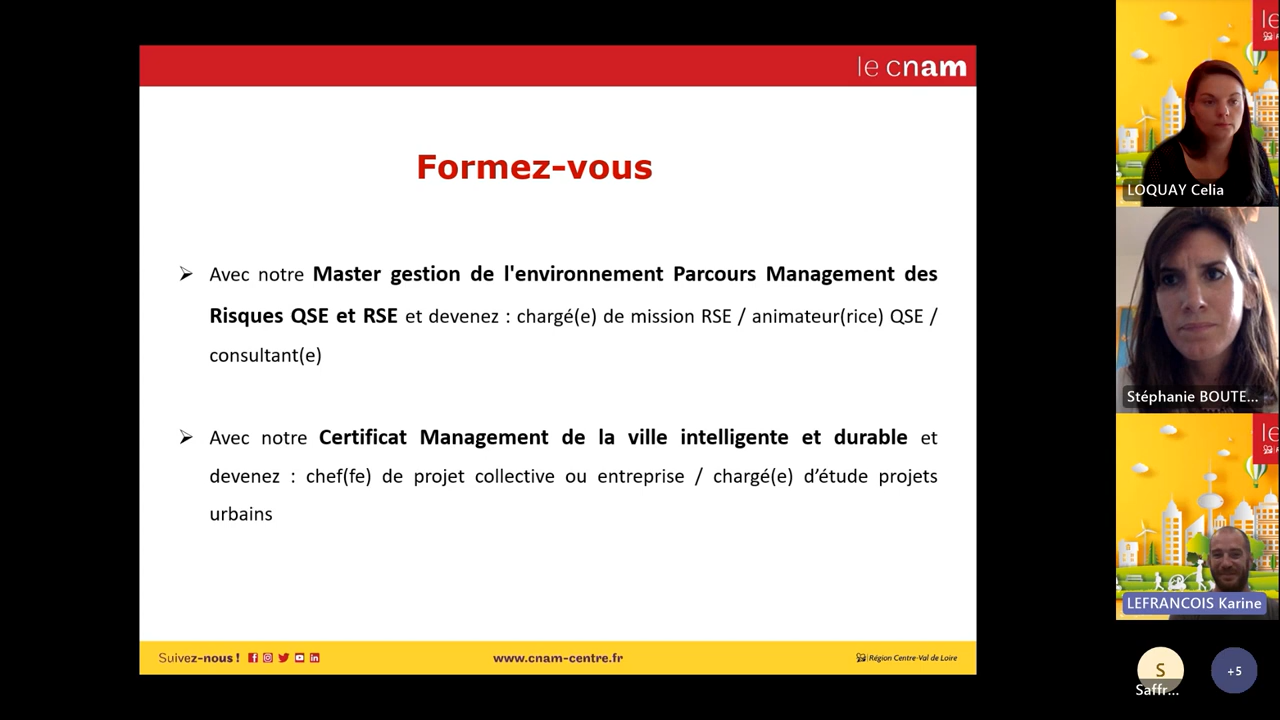 le cnam
Formez-vous
➢ Avec notre Master gestion de l'environnement Parcours Management des
Risques QSE et RSE et devenez : chargé(e) de mission RSE / animateur(rice) QSE /
consultant(e)
➢ Avec notre Certificat Management de la ville intelligente et durable et
devenez : chef(fe) de projet collective ou entreprise / chargé(e) d’étude projets
urbains
Suivez-nous !
www.cnam-centre.fr
Région Centre-Val de Loire
le
LOQUAY Celia
Stéphanie BOUTE...
le
LEFRANCOIS Karine
S
Saffr...
+5